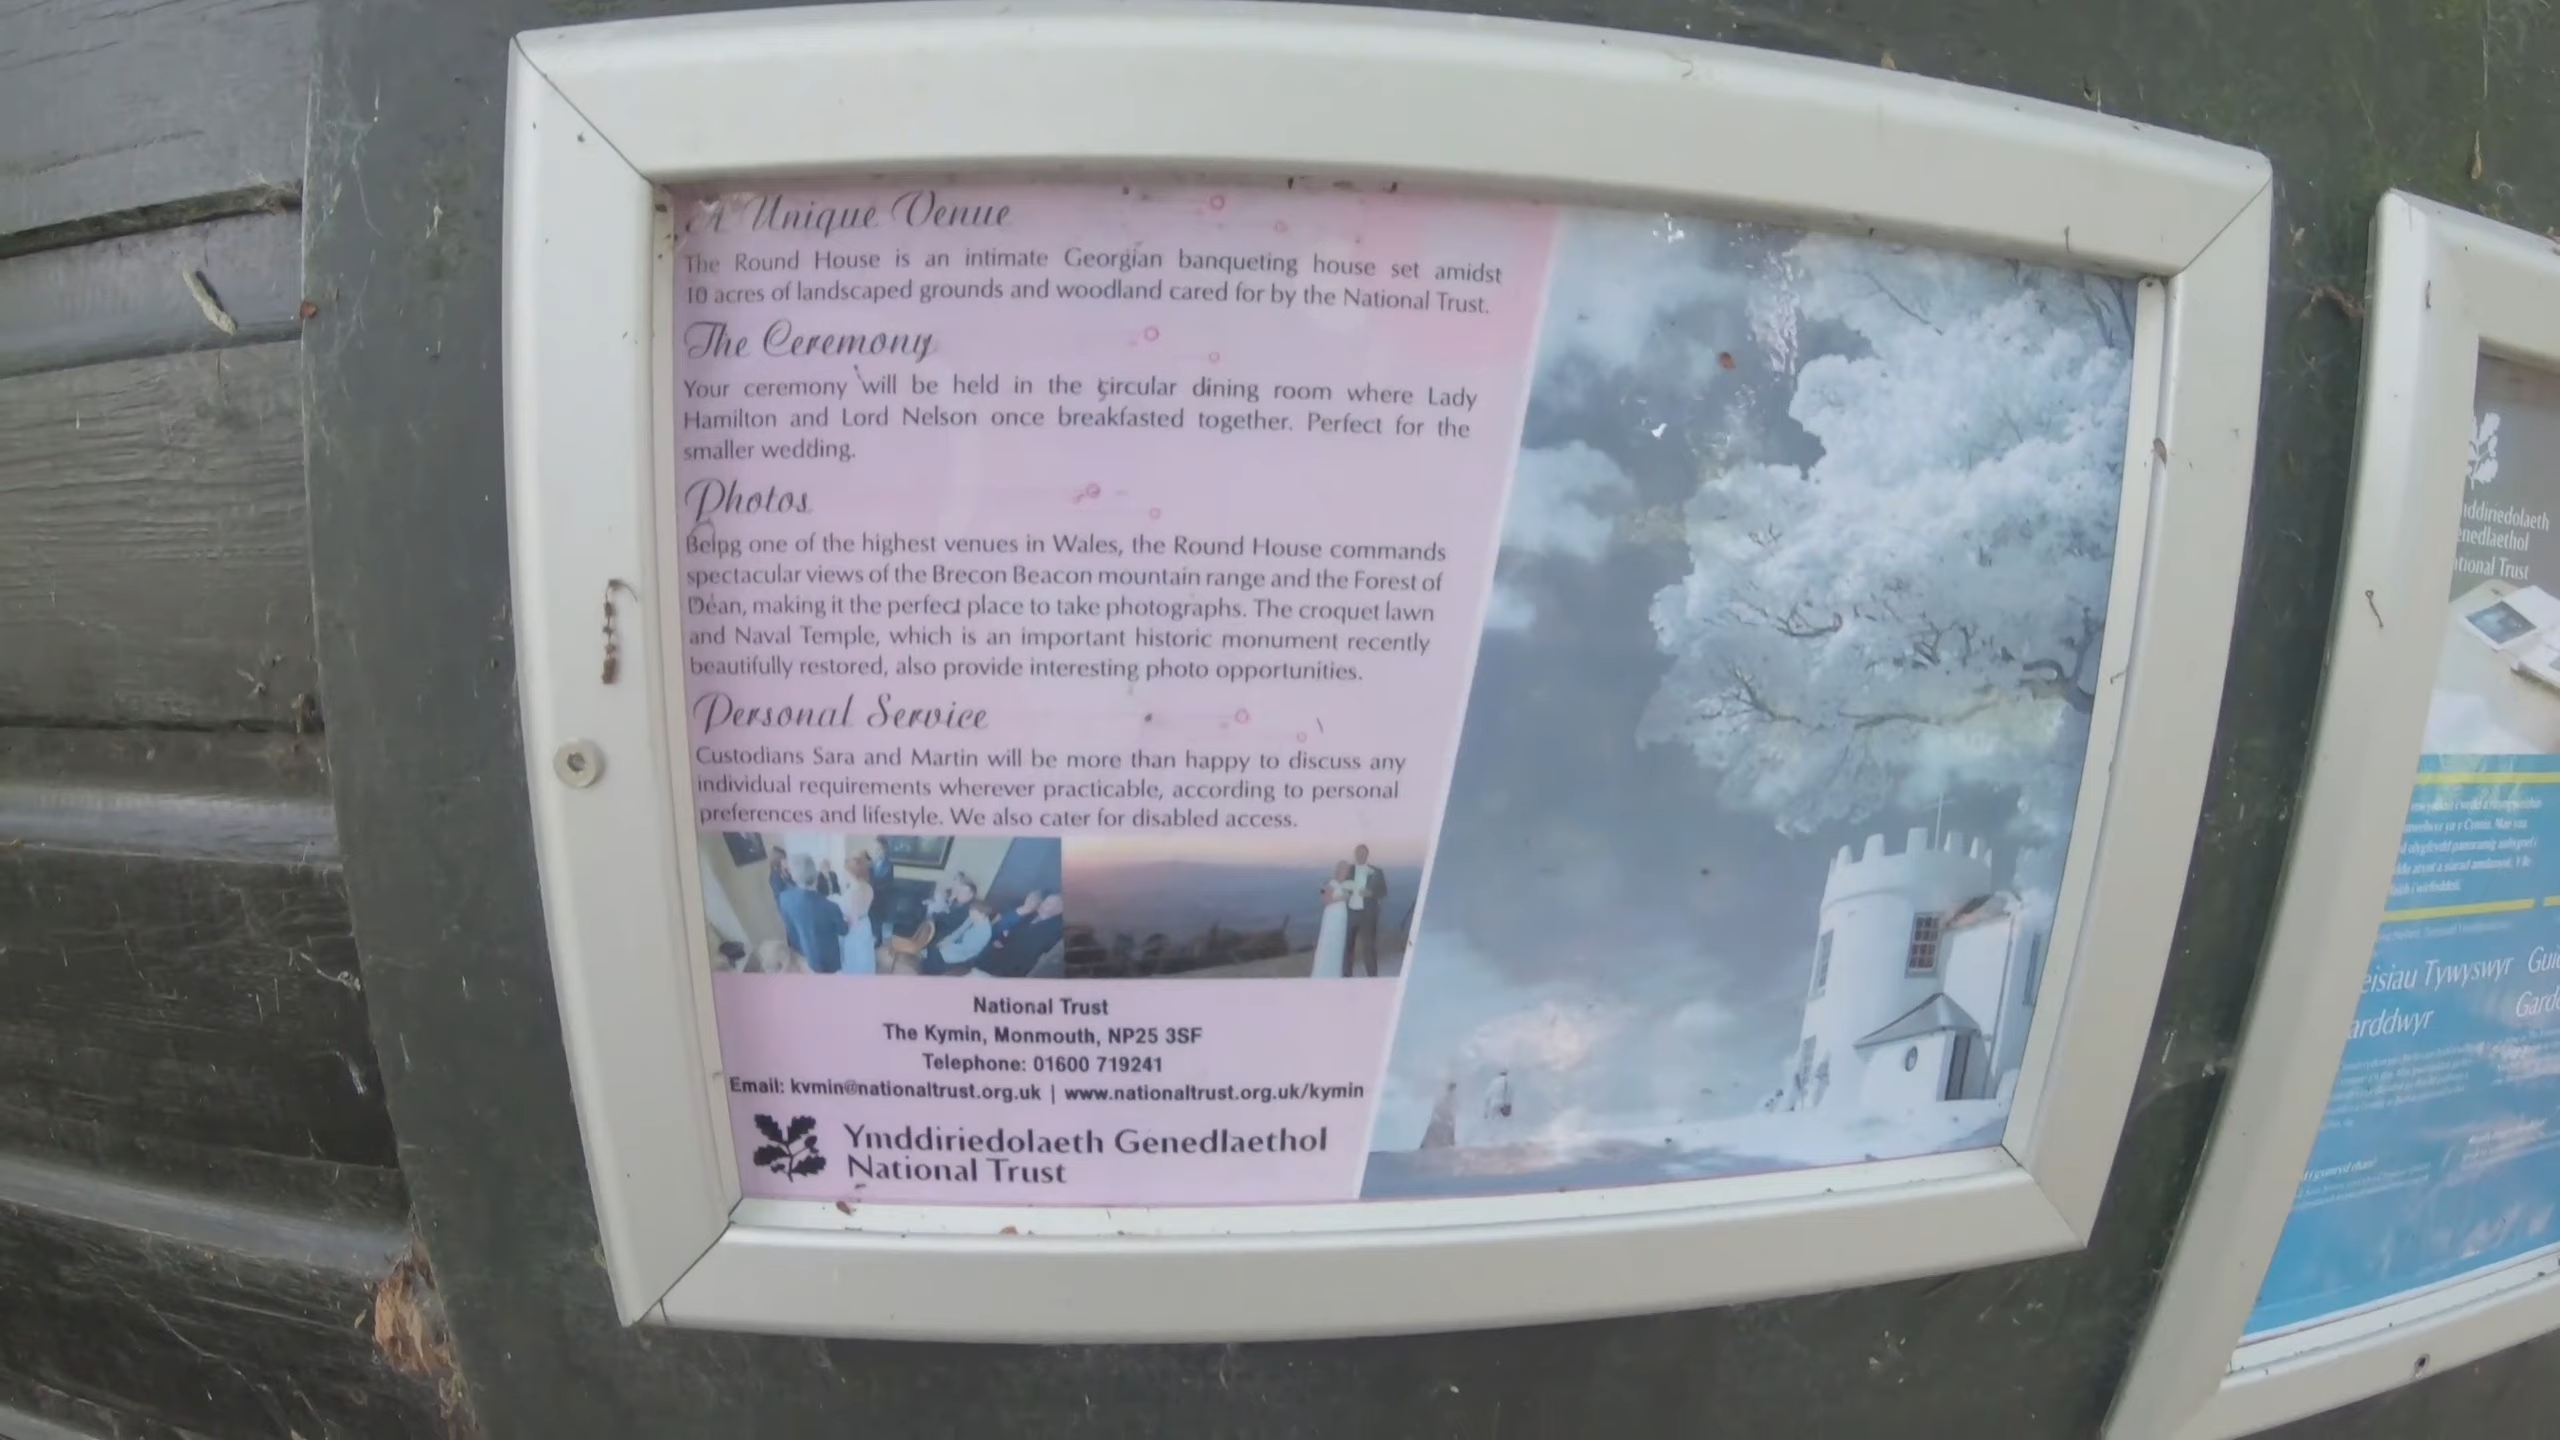 A Unique Venue
The Round House is an intimate Georgian banqueting house set amidst
10 acres of landscaped grounds and woodland cared for by the National Trust.
The Ceremony
Your ceremony will be held in the circular dining room where Lady
Hamilton and Lord Nelson once breakfasted together. Perfect for the
smaller wedding.
Photos
Being one of the highest venues in Wales, the Round House commands
spectacular views of the Brecon Beacon mountain range and the Forest of
Dean, making it the perfect place to take photographs. The croquet lawn
and Naval Temple, which is an important historic monument recently
beautifully restored, also provide interesting photo opportunities.
Personal Service
Custodians Sara and Martin will be more than happy to discuss any
individual requirements wherever practicable, according to personal
preferences and lifestyle. We also cater for disabled access.
National Trust
The Kymin, Monmouth, NP25 3SF
Telephone: 01600 719241
Email: kymin@nationaltrust.org.uk | www.nationaltrust.org.uk/kymin
Ymddiriedolaeth Genedlaethol
National Trust
ddiriedolaeth
enedlaethol
tional Trust
eisiau Tywyswyr
arddwyr